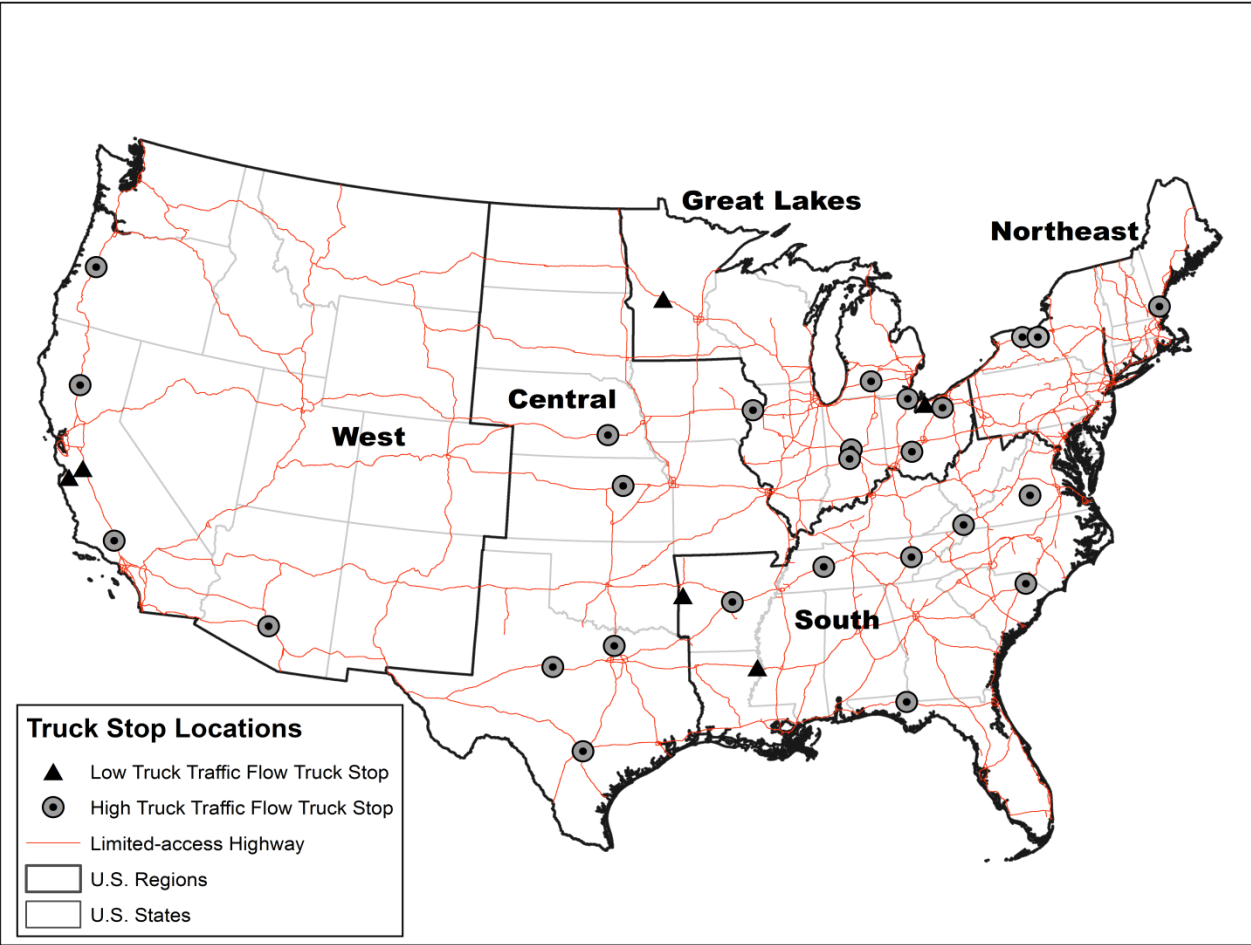 Great Lakes
Northeast
Central
West
South
Truck Stop Locations
Low Truck Traffic Flow Truck Stop
High Truck Traffic Flow Truck Stop
Limited-access Highway
U.S. Regions
U.S. States